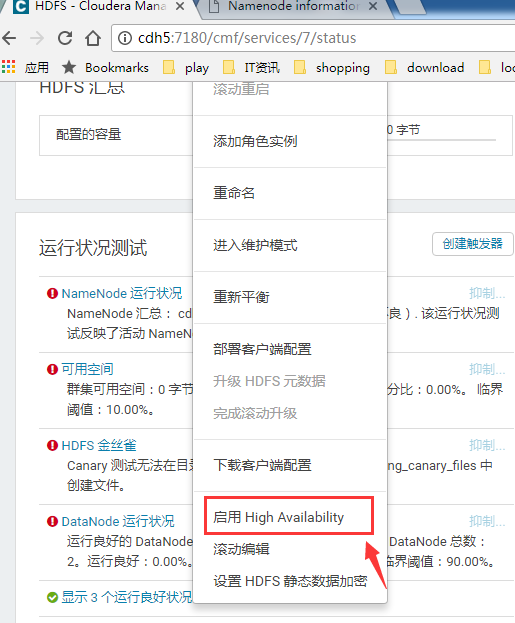 HDFS - Cloudera Mana
Namenode information
cdh5:7180/cmf/services/7/status
应用 Bookmarks play IT资讯 shopping download lo
HDFS 汇总
滚动重启
配置的容量
0 字节
添加角色实例
重命名
进入维护模式
运行状况测试
创建触发器
重新平衡
NameNode 运行状况
抑制...
NameNode 汇总： cd
良）. 该运行状况测
试反映了活动 NameN
部署客户端配置
可用空间
抑制...
升级 HDFS 元数据
群集可用空间：0 字节
分比：0.00%。 临界
阈值：10.00%。
完成滚动升级
HDFS 金丝雀
抑制...
下载客户端配置
Canary 测试无法在目
ng_canary_files 中
创建文件。
启用 High Availability
DataNode 运行状况
抑制...
运行良好的 DataNode
DataNode 总数：
滚动编辑
2。运行良好：0.00%。
临界阈值：90.00%。
设置 HDFS 静态数据加密
显示 3 个运行良好状况